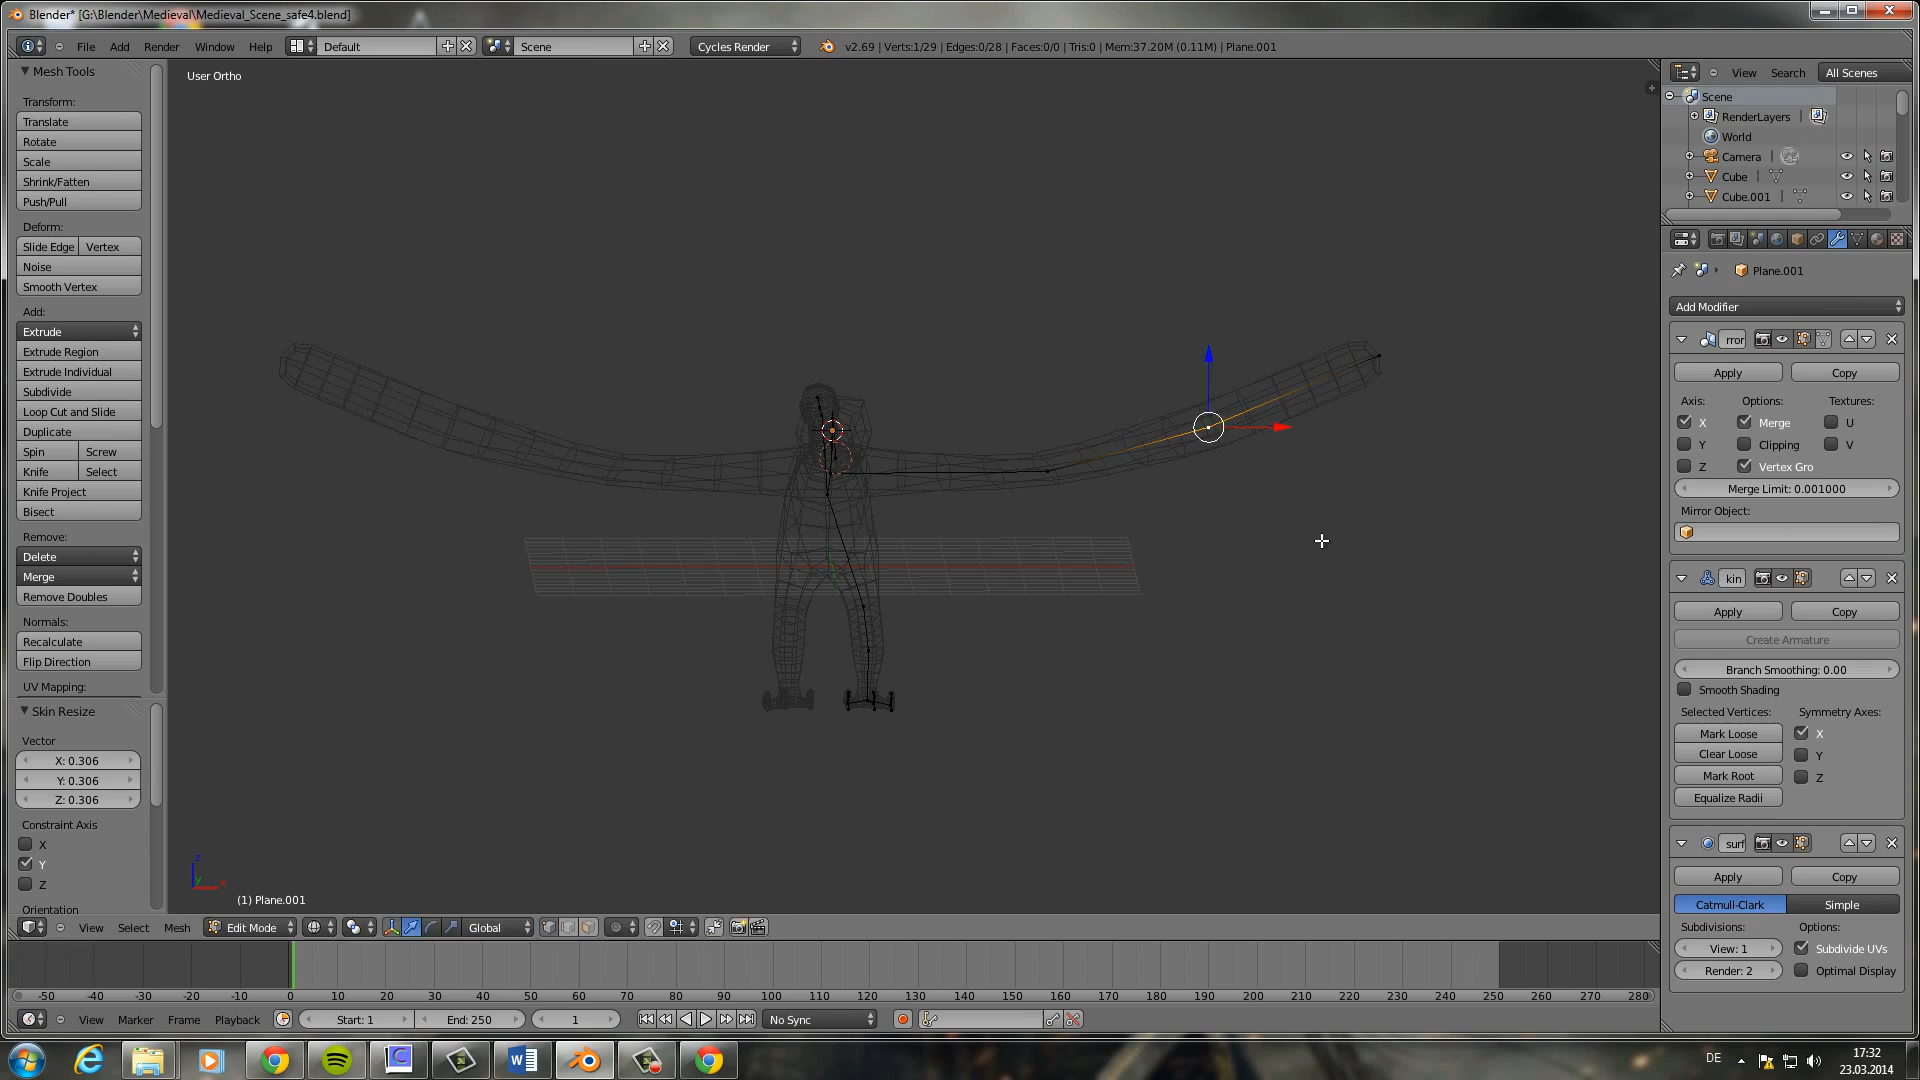 Blender* [G:\Blender\Medieval\Medieval_Scene_safe4.blend]
File Add Render Window Help Default Scene Cycles Render v2.69 | Verts:1/29 | Edges:0/28 | Faces:0/0 | Tris:0 | Mem:37.20M (0.11M) | Plane.001
Mesh Tools
Transform:
Translate
Rotate
Scale
Shrink/Fatten
Push/Pull
Deform:
Slide Edge Vertex
Noise
Smooth Vertex
Add:
Extrude
Extrude Region
Extrude Individual
Subdivide
Loop Cut and Slide
Duplicate
Spin Screw
Knife Select
Knife Project
Bisect
Remove:
Delete
Merge
Remove Doubles
Normals:
Recalculate
Flip Direction
UV Mapping:
Skin Resize
Vector
X: 0.306
Y: 0.306
Z: 0.306
Constraint Axis
X
Y
Z
Orientation
User Ortho
z
y
x
(1) Plane.001
View Select Mesh Edit Mode Global
-50 -40 -30 -20 -10 0 10 20 30 40 50 60 70 80 90 100 110 120 130 140 150 160 170 180 190 200 210 220 230 240 250 260 270 280
View Marker Frame Playback Start: 1 End: 250 1 No Sync
View Search All Scenes
Scene
RenderLayers |
World
Camera |
Cube |
Cube.001 |
Plane.001
Add Modifier
rror
Apply Copy
Axis: Options: Textures:
X Merge U
Y Clipping V
Z Vertex Gro
Merge Limit: 0.001000
Mirror Object:
kin
Apply Copy
Create Armature
Branch Smoothing: 0.00
Smooth Shading
Selected Vertices: Symmetry Axes:
Mark Loose X
Clear Loose Y
Mark Root Z
Equalize Radii
surf
Apply Copy
Catmull-Clark Simple
Subdivisions: Options:
View: 1 Subdivide UVs
Render: 2 Optimal Display
DE
17:32
23.03.2014